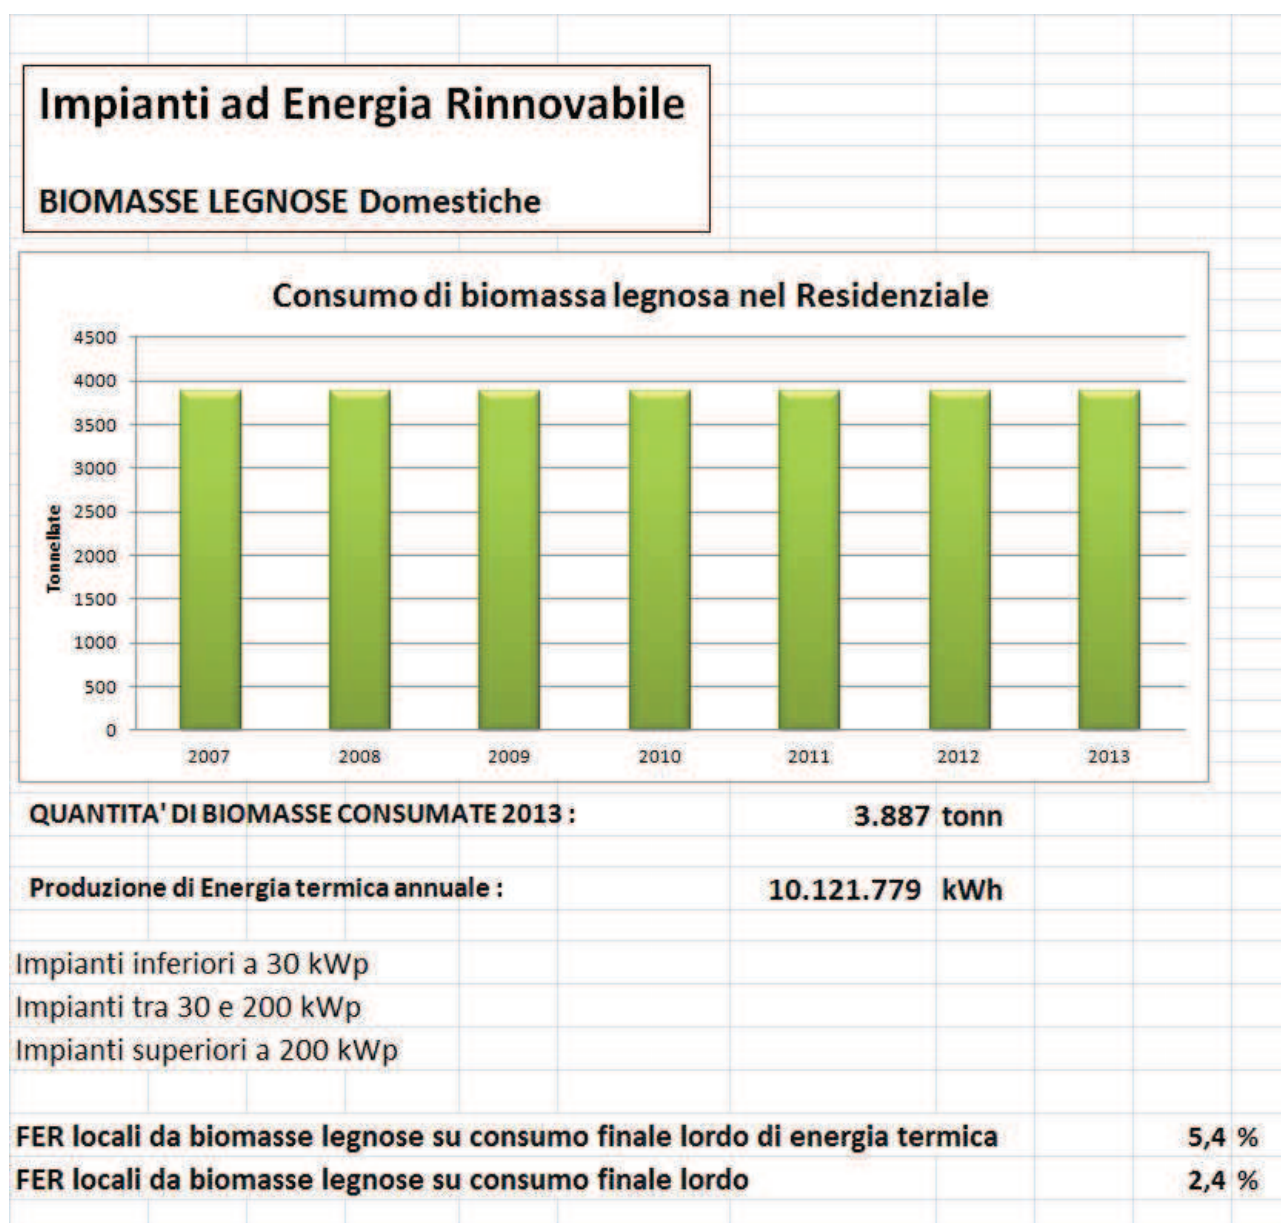 Impianti ad Energia Rinnovabile
BIOMASSE LEGNOSE Domestiche
Consumo di biomassa legnosa nel Residenziale
Tonnellate
4500
4000
3500
3000
2500
2000
1500
1000
500
0
2007 2008 2009 2010 2011 2012 2013
QUANTITA' DI BIOMASSE CONSUMATE 2013 : 3.887 tonn
Produzione di Energia termica annuale : 10.121.779 kWh
Impianti inferiori a 30 kWp
Impianti tra 30 e 200 kWp
Impianti superiori a 200 kWp
FER locali da biomasse legnose su consumo finale lordo di energia termica 5,4 %
FER locali da biomasse legnose su consumo finale lordo 2,4 %